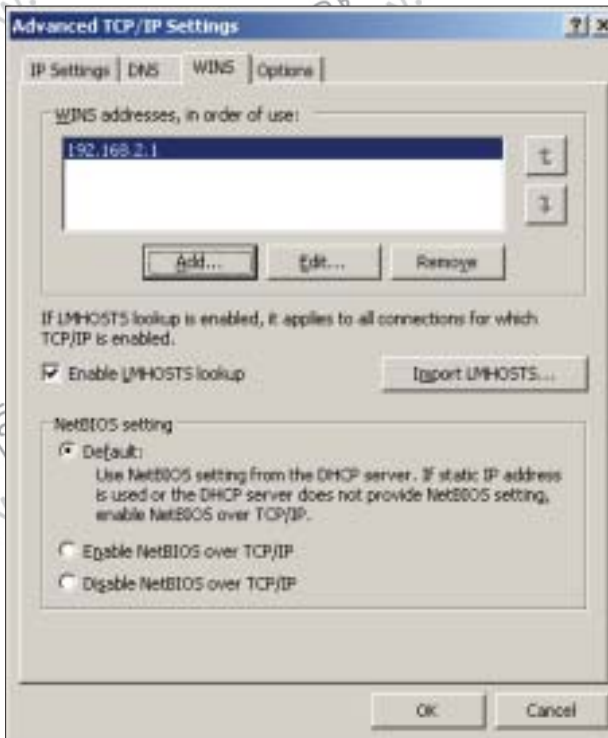 Advanced TCP/IP Settings
IP Settings DNS WINS Options
WINS addresses, in order of use:
192.168.2.1
Add...
Edit...
Remove
If LMHOSTS lookup is enabled, it applies to all connections for which
TCP/IP is enabled.
Enable LMHOSTS lookup
Import LMHOSTS...
NetBIOS setting
Default:
Use NetBIOS setting from the DHCP server. If static IP address
is used or the DHCP server does not provide NetBIOS setting,
enable NetBIOS over TCP/IP.
Enable NetBIOS over TCP/IP
Disable NetBIOS over TCP/IP
OK
Cancel